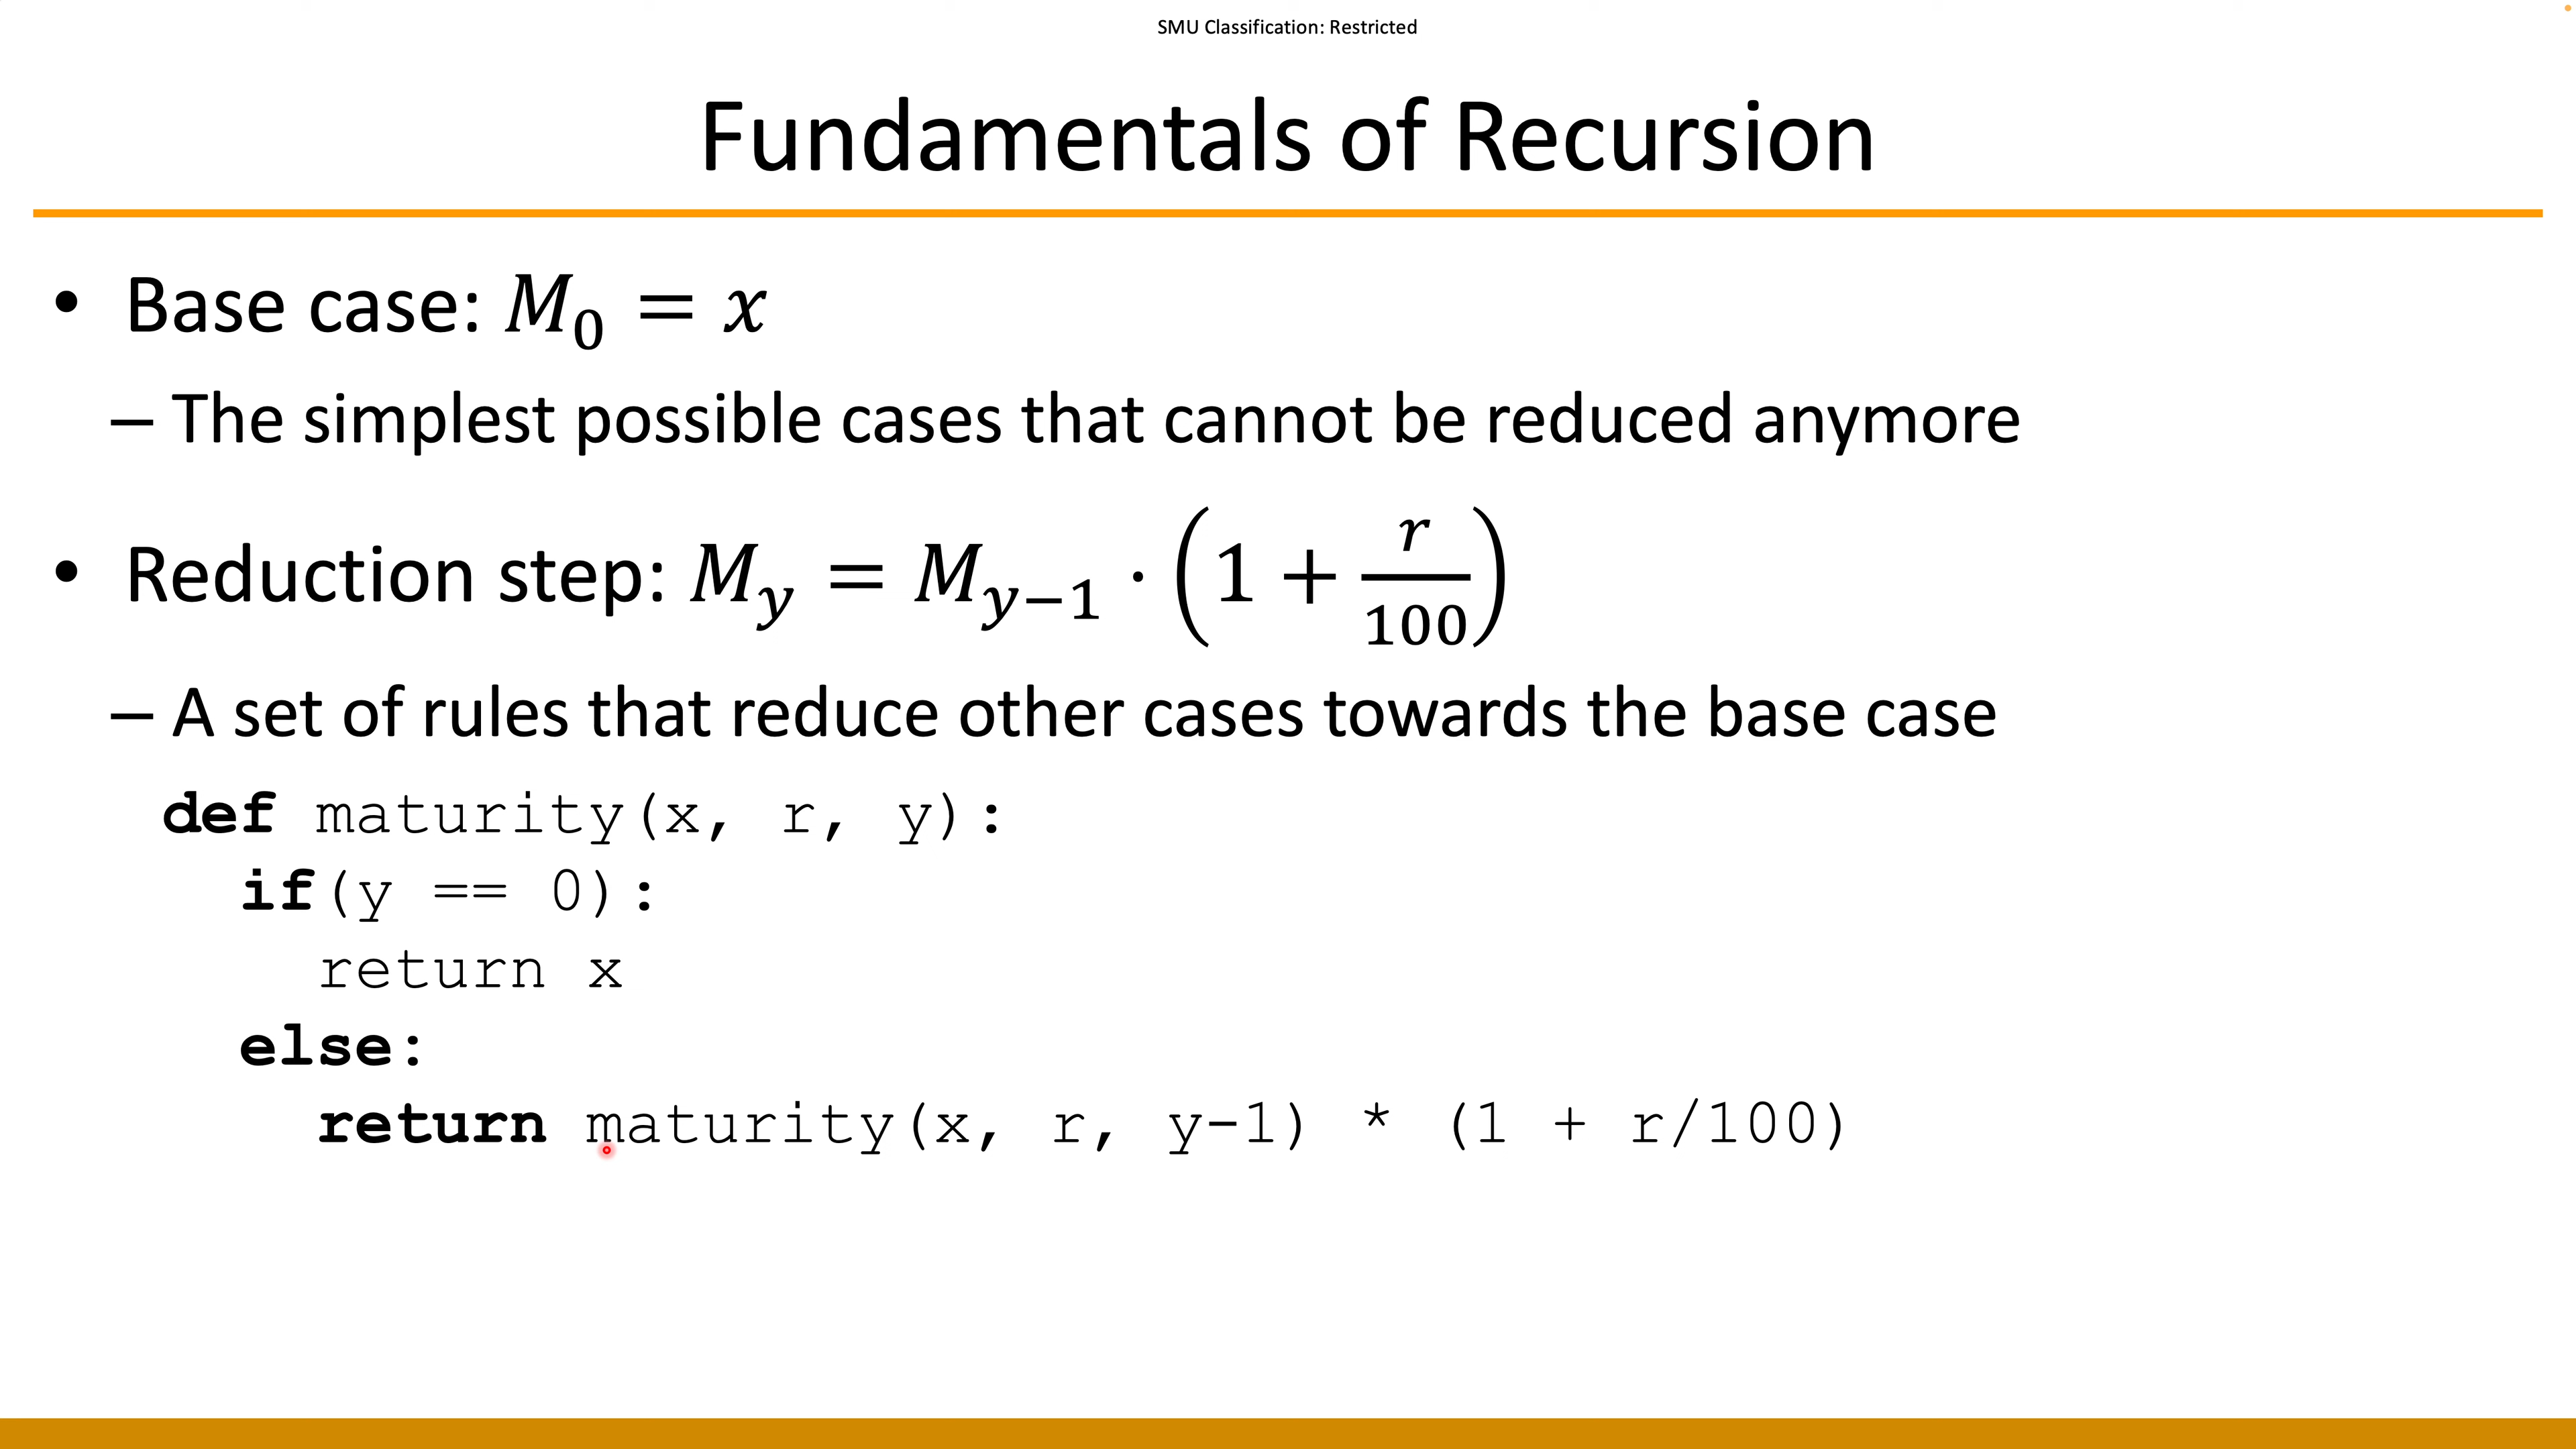 SMU Classification: Restricted
Fundamentals of Recursion
• Base case: M₀ = x
– The simplest possible cases that cannot be reduced anymore
• Reduction step: M_y = M_{y−1} · (1 + r/100)
– A set of rules that reduce other cases towards the base case
def maturity(x, r, y):
if(y == 0):
return x
else:
return maturity(x, r, y-1) * (1 + r/100)